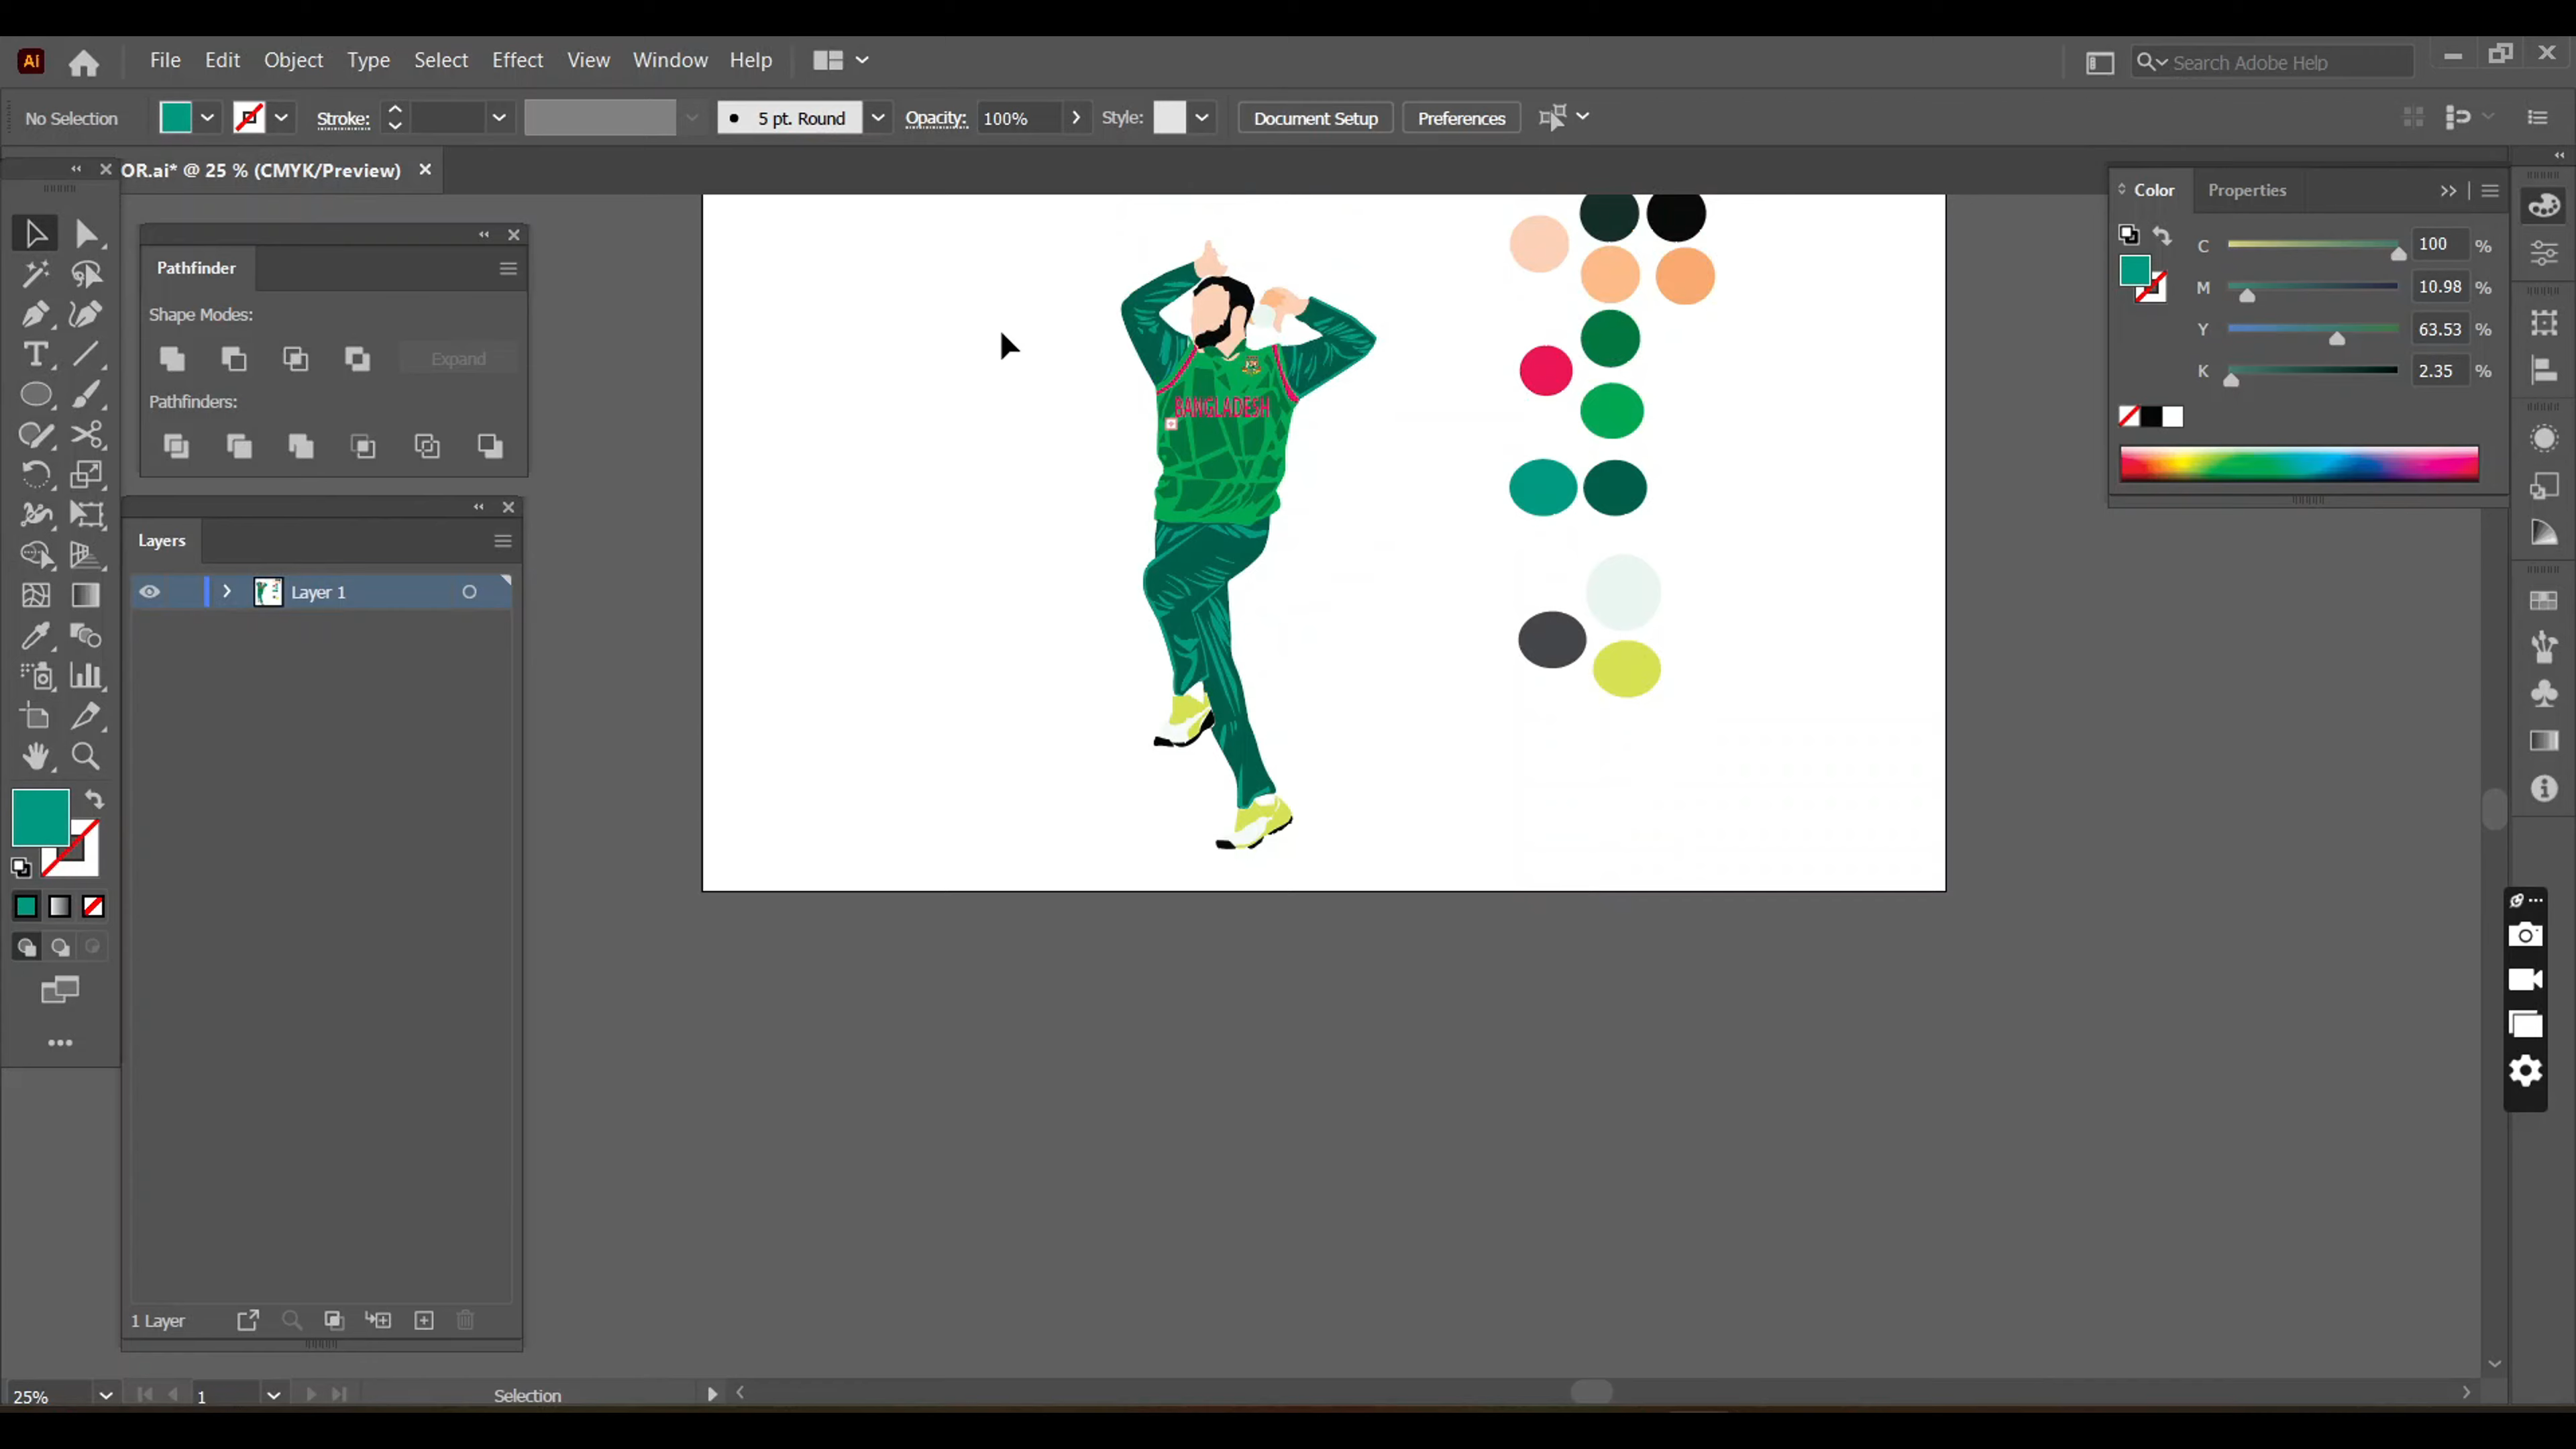 Ai File Edit Object Type Select Effect View Window Help Search Adobe Help
No Selection Stroke: 5 pt. Round Opacity: 100% Style: Document Setup Preferences
OR.ai* @ 25 % (CMYK/Preview)
Color Properties
C 100 %
M 10.98 %
Y 63.53 %
K 2.35 %
Pathfinder
Shape Modes:
Expand
Pathfinders:
BANGLADESH
Layers
Layer 1
1 Layer
25% 1 Selection